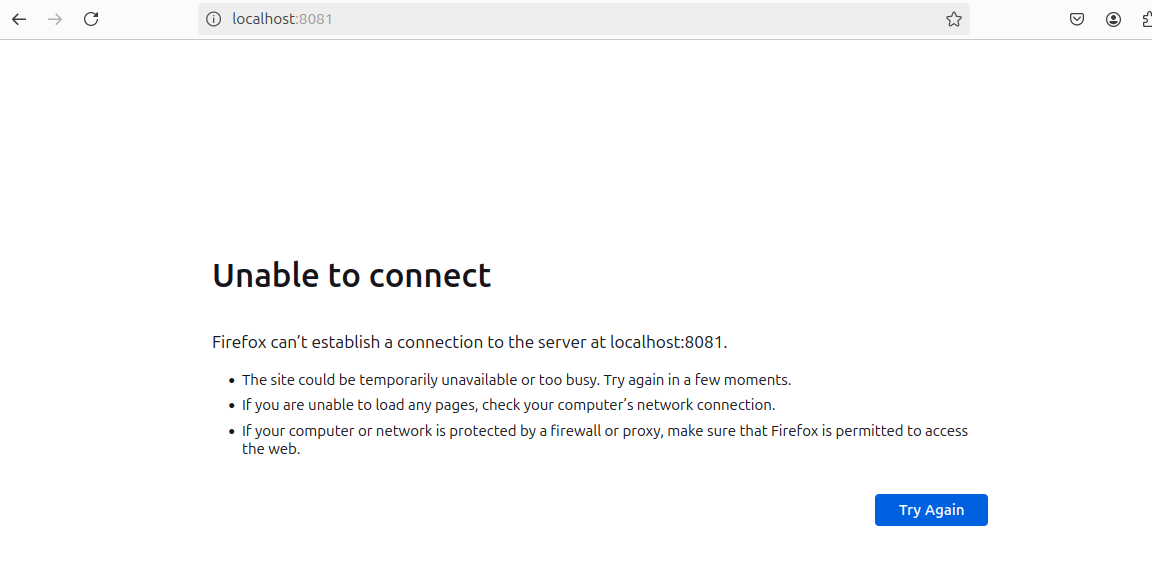 localhost:8081
Unable to connect
Firefox can’t establish a connection to the server at localhost:8081.
• The site could be temporarily unavailable or too busy. Try again in a few moments.
• If you are unable to load any pages, check your computer’s network connection.
• If your computer or network is protected by a firewall or proxy, make sure that Firefox is permitted to access
the web.
Try Again